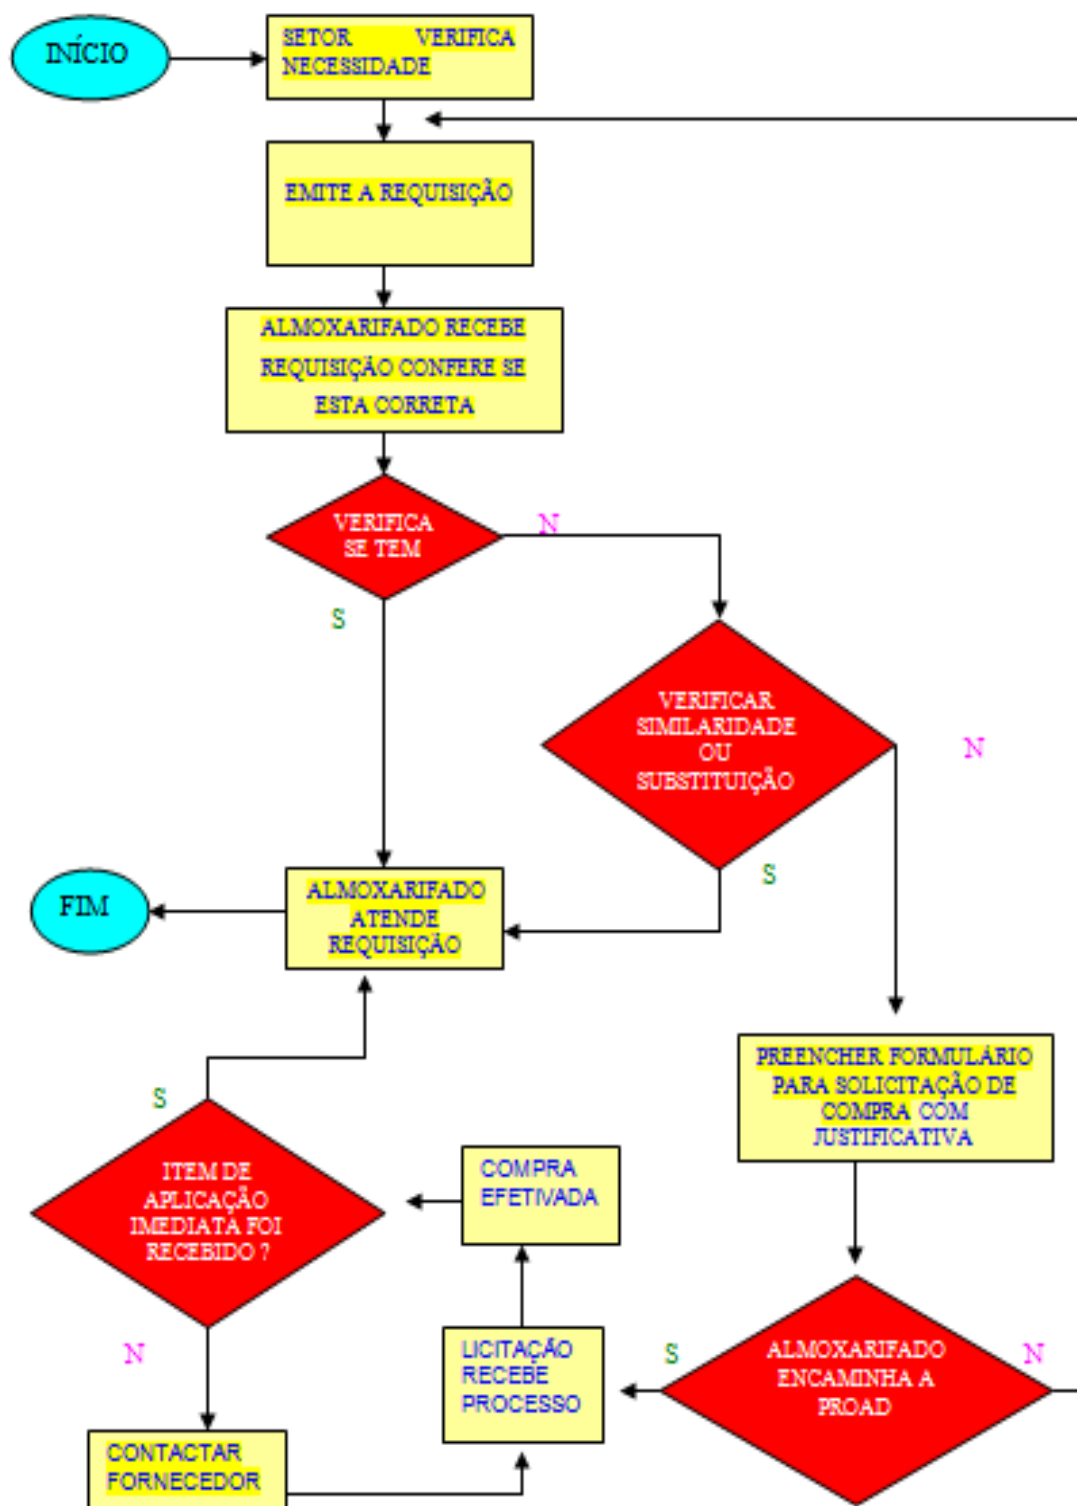 INÍCIO
SETOR VERIFICA
NECESSIDADE
EMITE A REQUISIÇÃO
ALMOXARIFADO RECEBE
REQUISIÇÃO CONFERE SE
ESTA CORRETA
VERIFICA
SE TEM
N
S
VERIFICAR
SIMILARIDADE
OU
SUBSTITUIÇÃO
N
S
ALMOXARIFADO
ATENDE
REQUISIÇÃO
FIM
PREENCHER FORMULÁRIO
PARA SOLICITAÇÃO DE
COMPRA COM
JUSTIFICATIVA
S
ITEM DE
APLICAÇÃO
IMEDIATA FOI
RECEBIDO ?
N
COMPRA
EFETIVADA
LICITAÇÃO
RECEBE
PROCESSO
S
ALMOXARIFADO
ENCAMINHA A
PROAD
N
CONTACTAR
FORNECEDOR